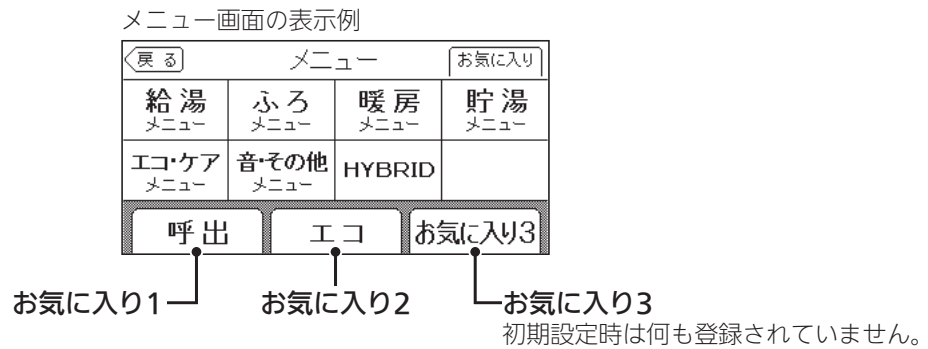 メニュー画面の表示例
戻る メニュー お気に入り
給湯 ふろ 暖房 貯湯
メニュー メニュー メニュー メニュー
エコ・ケア 音・その他 HYBRID
メニュー メニュー
呼出 エコ お気に入り3
お気に入り1 お気に入り2 お気に入り3
初期設定時は何も登録されていません。